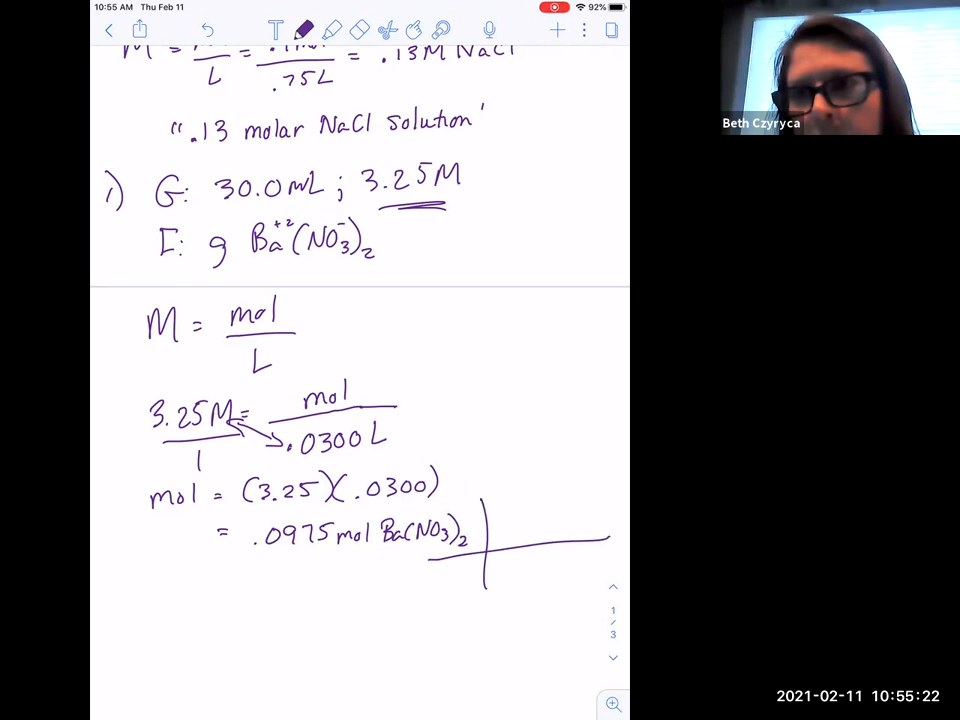 10:55 AM Thu Feb 11
92%
M = = .1mol = .13M NaCl
L .75L
".13 molar NaCl solution"
1) G: 30.0mL ; 3.25M
F: g Ba⁺²(NO₃⁻)₂
M = mol
L
3.25M = mol
1 .0300L
mol = (3.25)(.0300)
= .0975 mol Ba(NO₃)₂
1
/
3
Beth Czyryca
2021-02-11 10:55:22